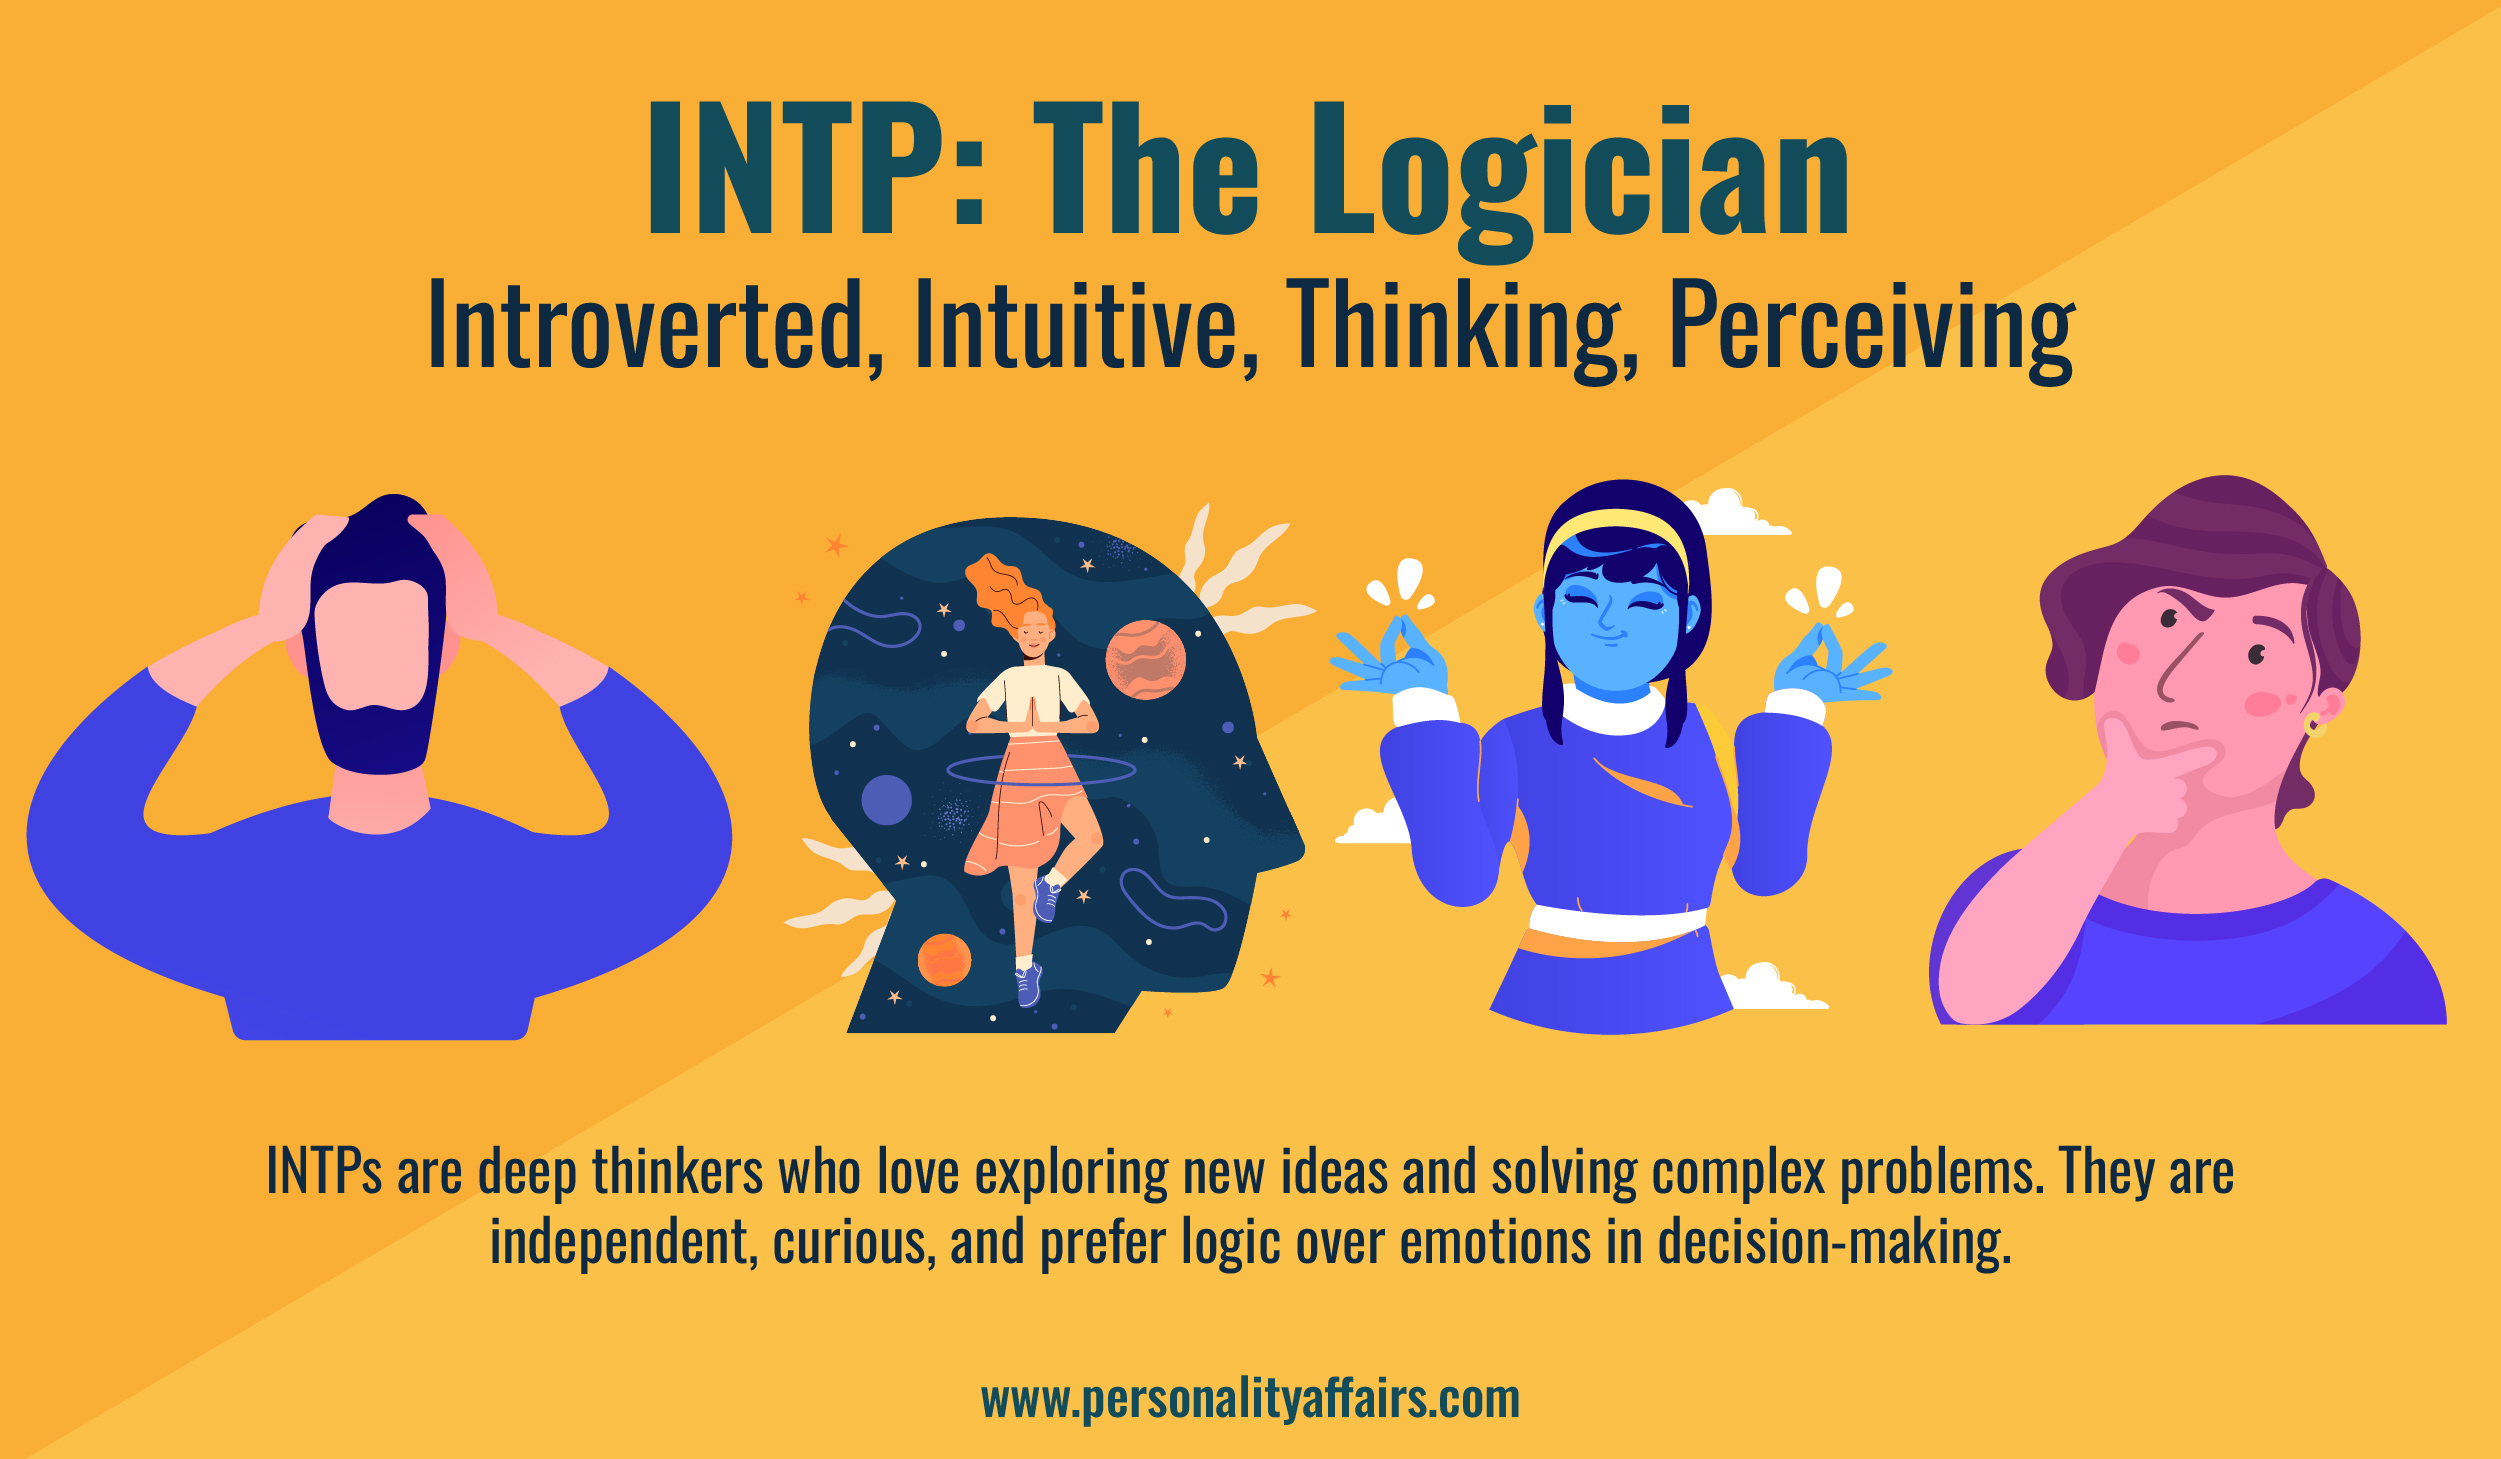 INTP: The Logician
Introverted, Intuitive, Thinking, Perceiving
INTPs are deep thinkers who love exploring new ideas and solving complex problems. They are
independent, curious, and prefer logic over emotions in decision-making.
www.personalityaffairs.com